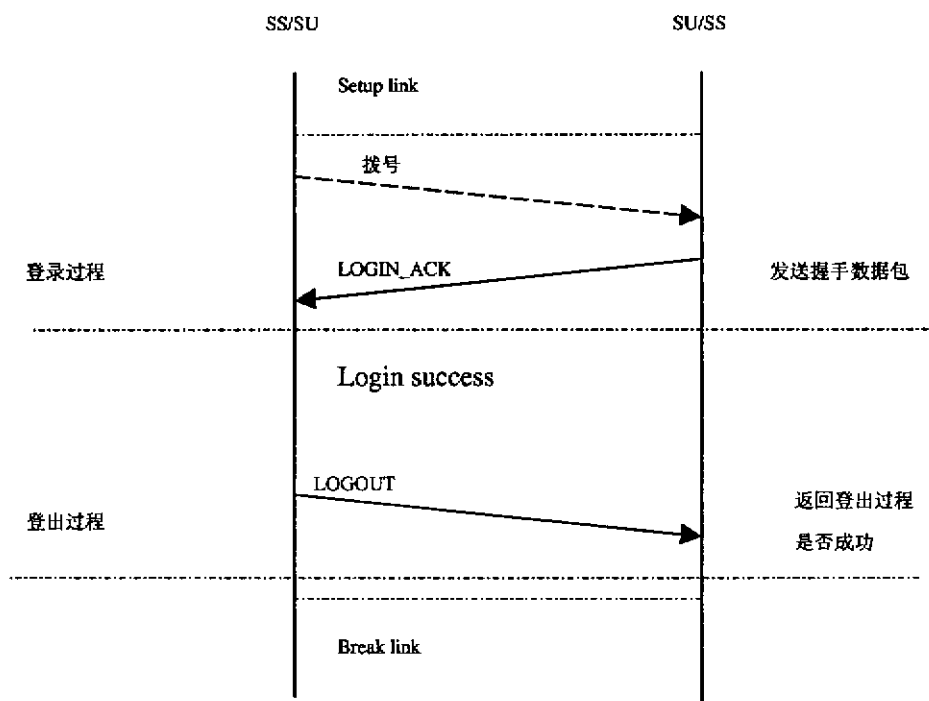 SS/SU
SU/SS
Setup link
拨号
LOGIN_ACK
登录过程
发送握手数据包
Login success
LOGOUT
登出过程
返回登出过程
是否成功
Break link